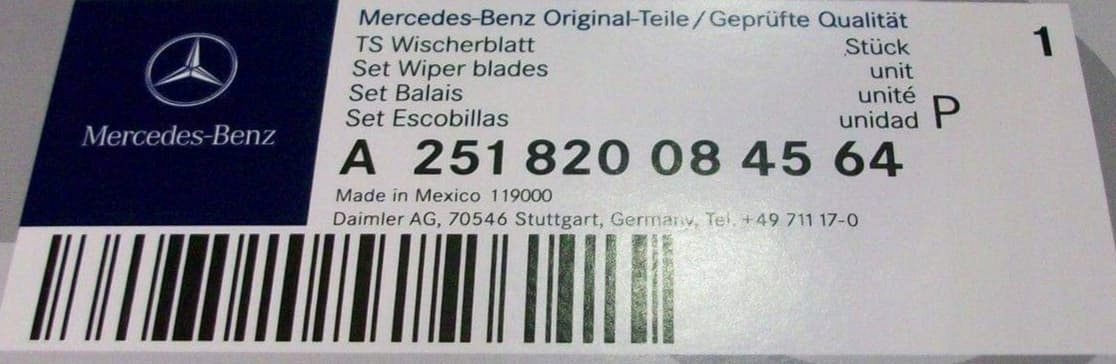 Mercedes-Benz
Mercedes-Benz Original-Teile/Geprüfte Qualität
TS Wischerblatt Stück 1
Set Wiper blades unit
Set Balais unité
Set Escobillas unidad P
A 251 820 08 45 64
Made in Mexico 119000
Daimler AG, 70546 Stuttgart, Germany, Tel. +49 711 17-0